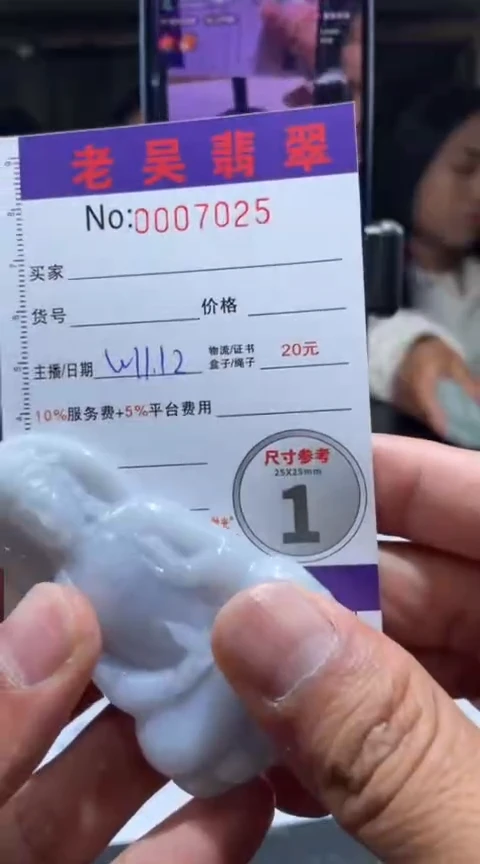 老吴翡翠
No:0007025
买家
货号 价格
主播/日期 W11.12 物流/证书 盒子/绳子 20元
10%服务费+5%平台费用
尺寸参考
25X25mm
1